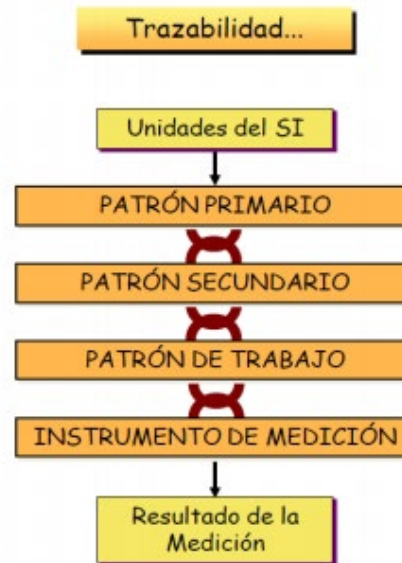 Trazabilidad...
Unidades del SI
PATRÓN PRIMARIO
PATRÓN SECUNDARIO
PATRÓN DE TRABAJO
INSTRUMENTO DE MEDICIÓN
Resultado de la
Medición